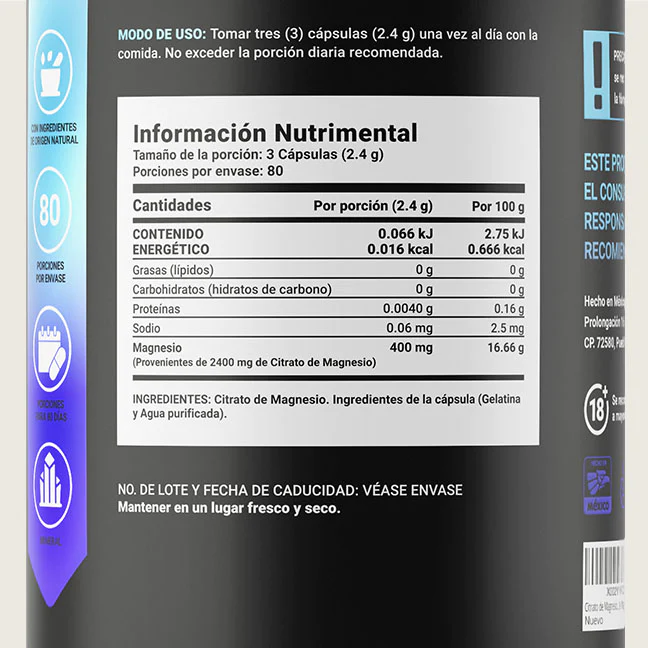 MODO DE USO: Tomar tres (3) cápsulas (2.4 g) una vez al día con la
comida. No exceder la porción diaria recomendada.
CON INGREDIENTES
DE ORIGEN NATURAL
80
PORCIONES
POR ENVASE
PORCIONES
PARA 80 DÍAS
MINERAL
Información Nutrimental
Tamaño de la porción: 3 Cápsulas (2.4 g)
Porciones por envase: 80
Cantidades Por porción (2.4 g) Por 100 g
CONTENIDO 0.066 kJ 2.75 kJ
ENERGÉTICO 0.016 kcal 0.666 kcal
Grasas (lípidos) 0 g 0 g
Carbohidratos (hidratos de carbono) 0 g 0 g
Proteínas 0.0040 g 0.16 g
Sodio 0.06 mg 2.5 mg
Magnesio 400 mg 16.66 g
(Provenientes de 2400 mg de Citrato de Magnesio)
INGREDIENTES: Citrato de Magnesio. Ingredientes de la cápsula (Gelatina
y Agua purificada).
NO. DE LOTE Y FECHA DE CADUCIDAD: VÉASE ENVASE
Mantener en un lugar fresco y seco.
!
se
la
ESTE
EL
Hecho en
Prolongación
CP. 72580,
18+
Se
a
MÉXICO
Citrato de Magnesio,
Nuevo